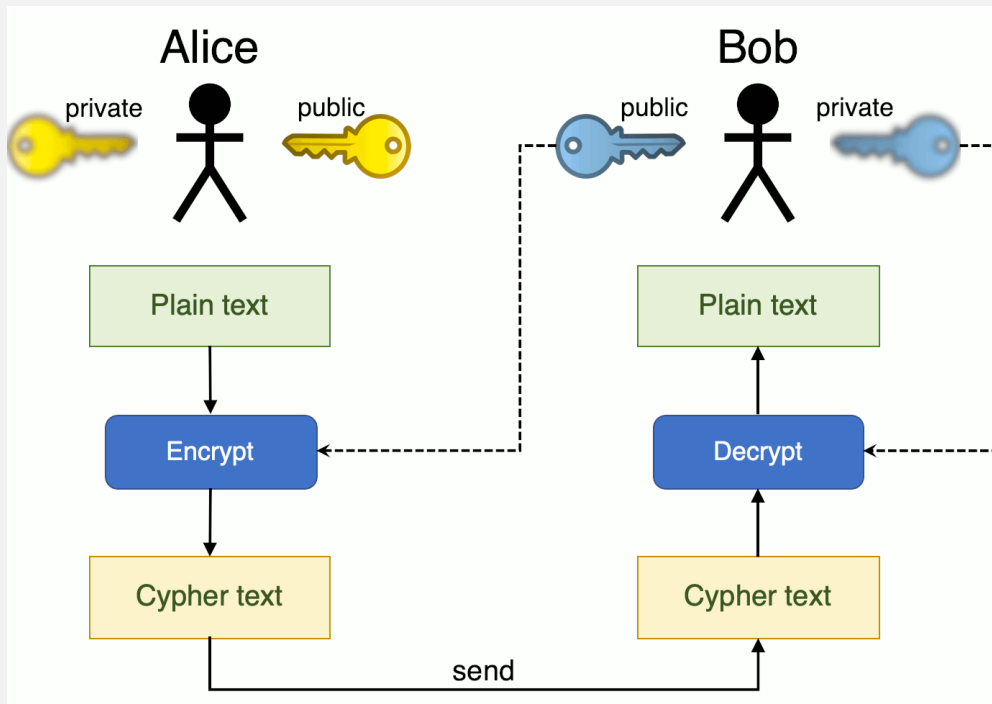 Alice
Bob
private
public
public
private
Plain text
Plain text
Encrypt
Decrypt
Cypher text
Cypher text
send